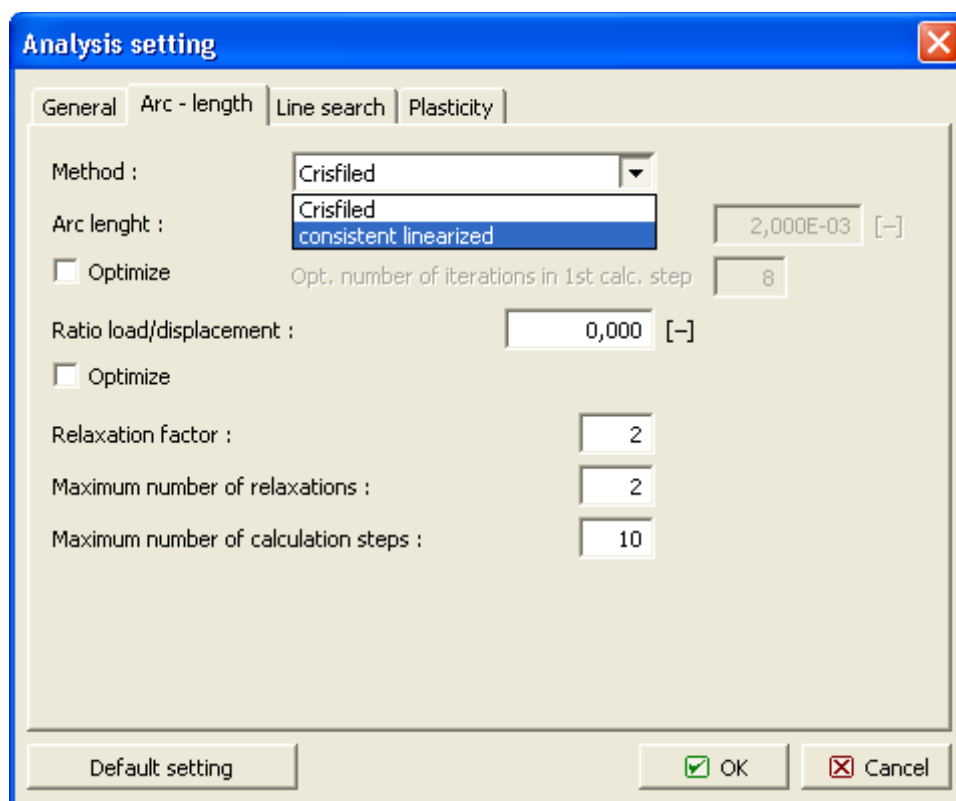 Analysis setting
General Arc - length Line search Plasticity
Method : Crisfiled
Crisfiled
consistent linearized
Arc lenght : 2,000E-03 [–]
Optimize Opt. number of iterations in 1st calc. step 8
Ratio load/displacement : 0,000 [–]
Optimize
Relaxation factor : 2
Maximum number of relaxations : 2
Maximum number of calculation steps : 10
Default setting OK Cancel